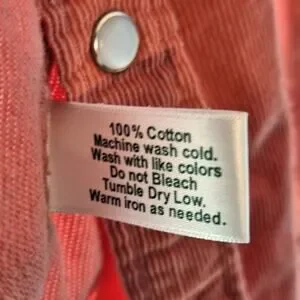 100% Cotton
Machine wash cold.
Wash with like colors
Do not Bleach
Tumble Dry Low.
Warm iron as needed.